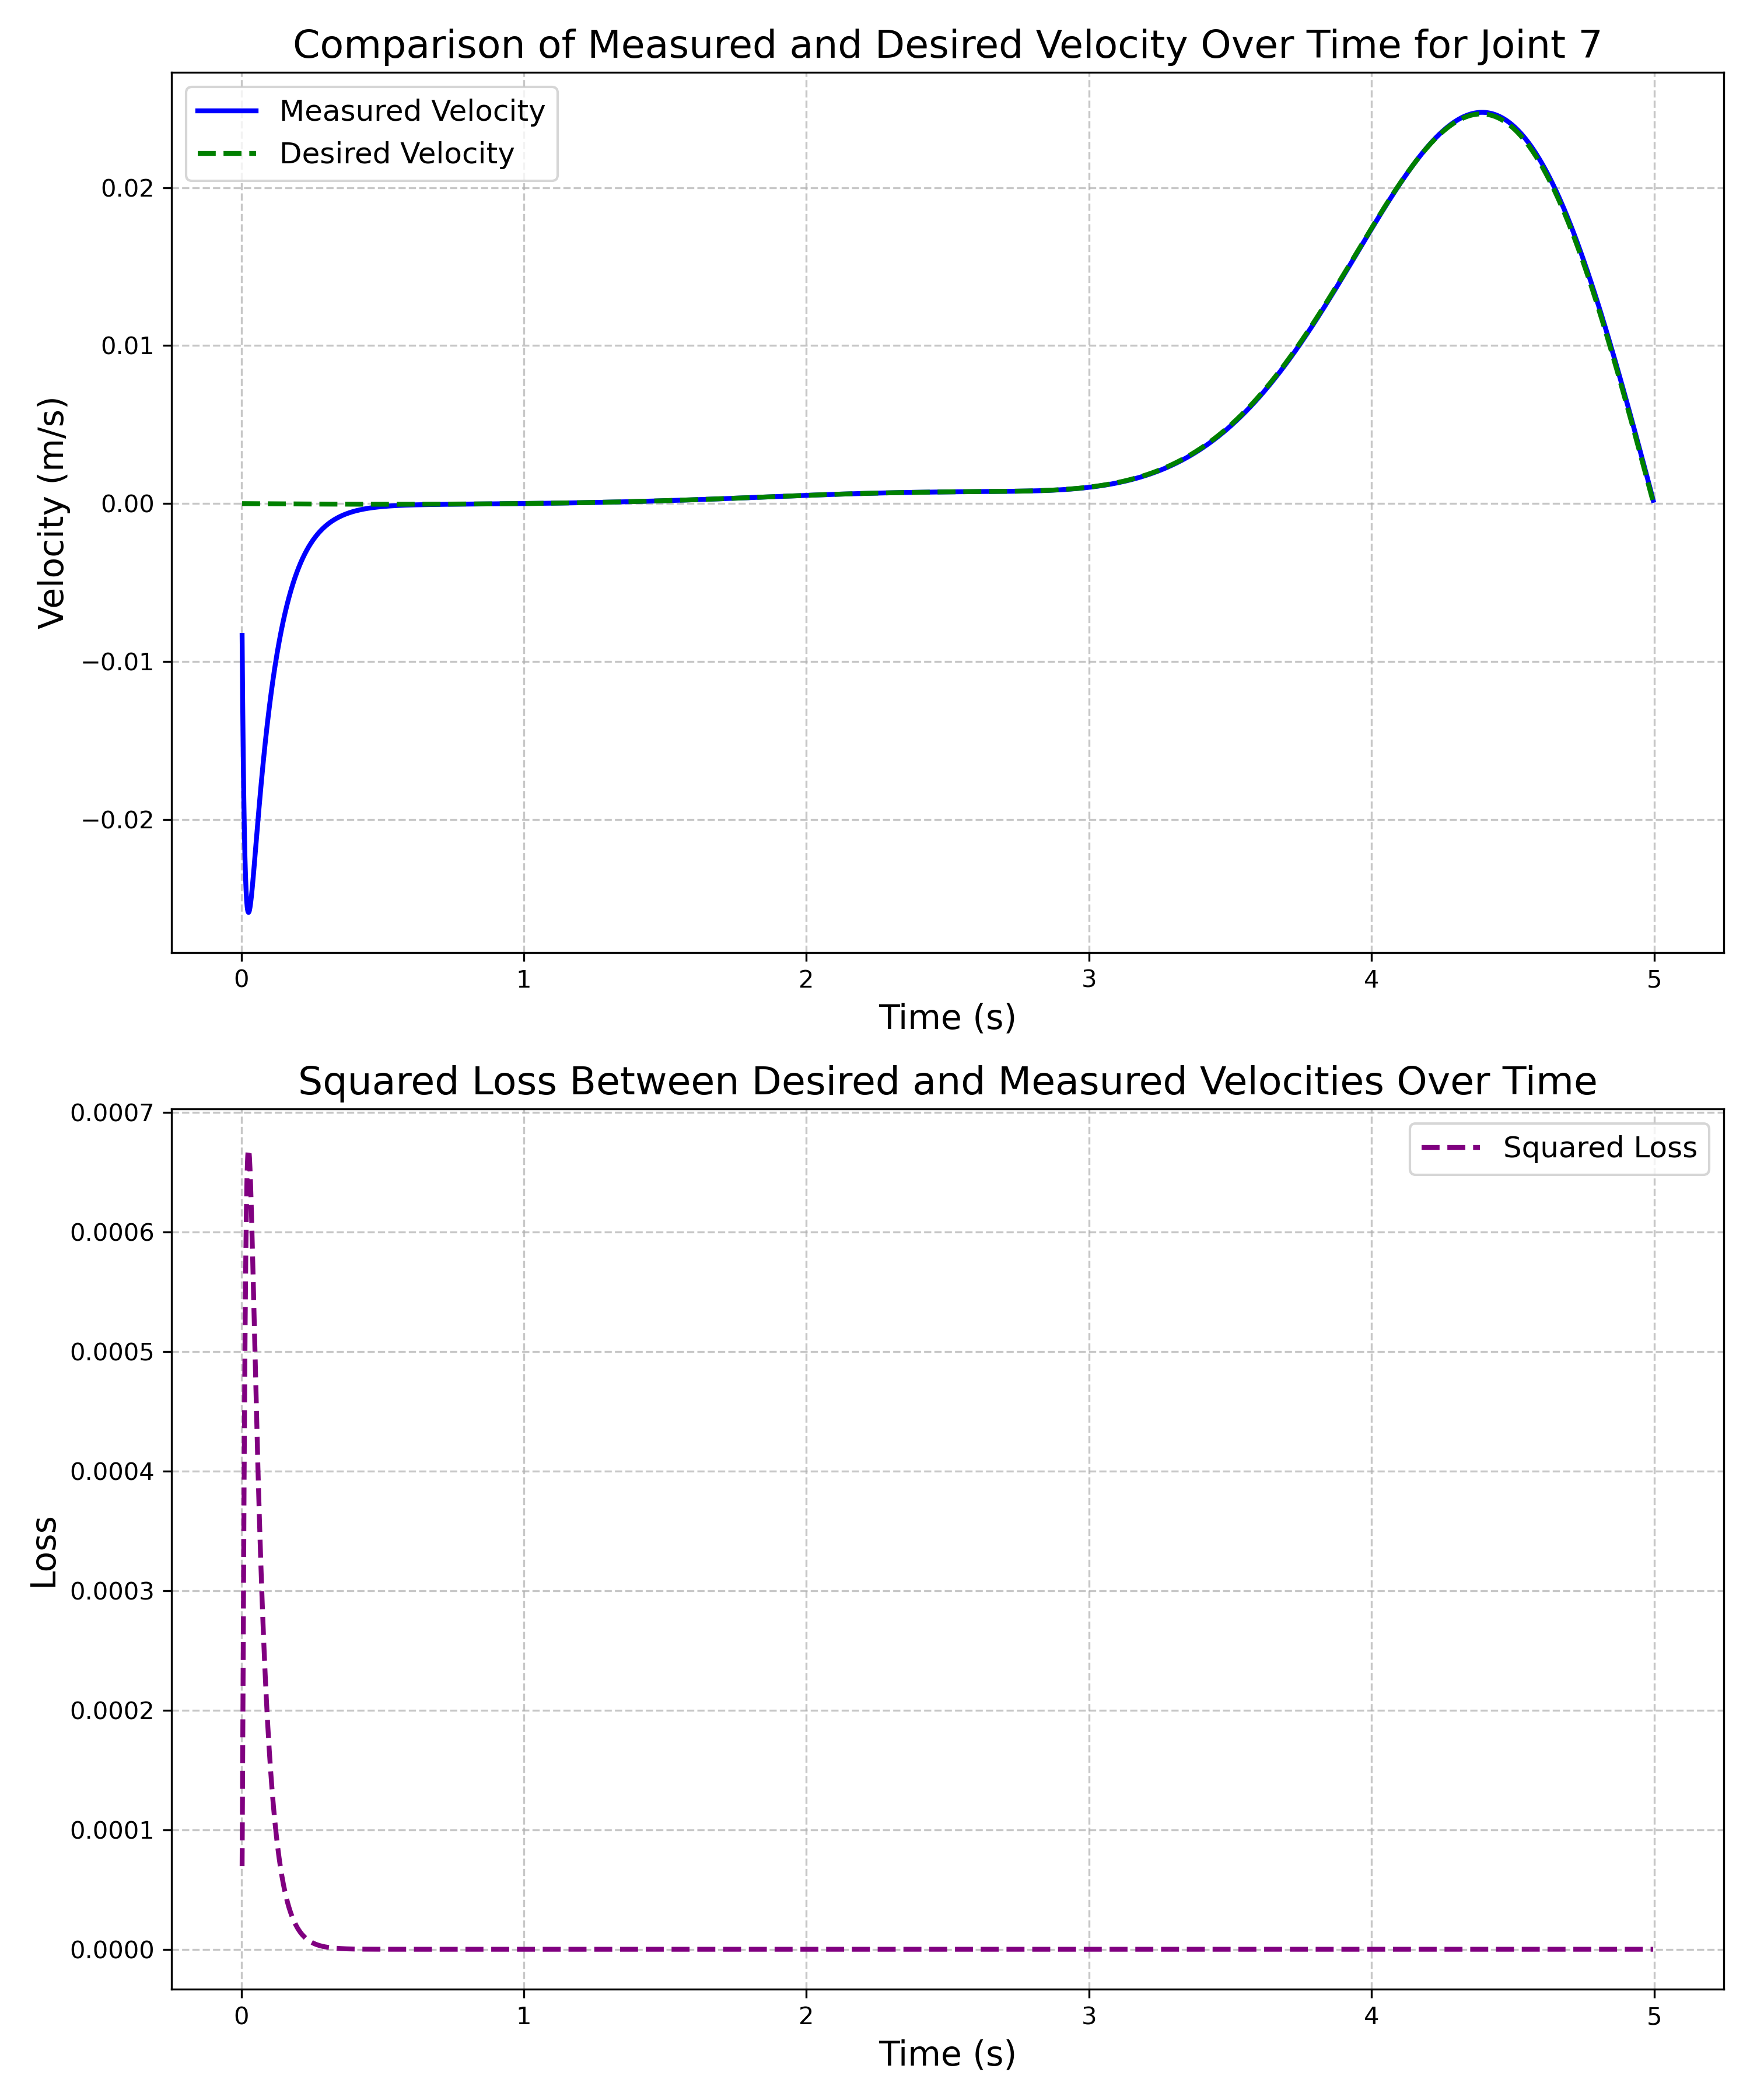 Comparison of Measured and Desired Velocity Over Time for Joint 7
Measured Velocity
Desired Velocity
0.02
0.01
0.00
−0.01
−0.02
Velocity (m/s)
0 1 2 3 4 5
Time (s)
Squared Loss Between Desired and Measured Velocities Over Time
Squared Loss
0.0007
0.0006
0.0005
0.0004
0.0003
0.0002
0.0001
0.0000
Loss
0 1 2 3 4 5
Time (s)